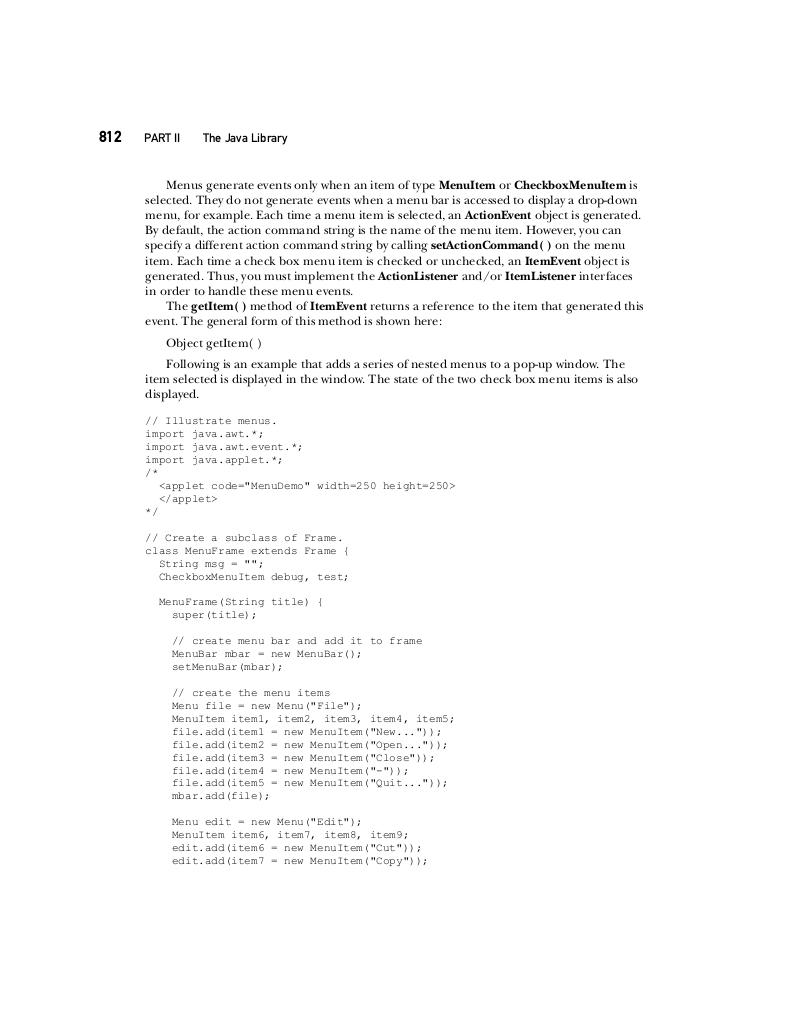 812 PART II The Java Library
Menus generate events only when an item of type MenuItem or CheckboxMenuItem is
selected. They do not generate events when a menu bar is accessed to display a drop-down
menu, for example. Each time a menu item is selected, an ActionEvent object is generated.
By default, the action command string is the name of the menu item. However, you can
specify a different action command string by calling setActionCommand( ) on the menu
item. Each time a check box menu item is checked or unchecked, an ItemEvent object is
generated. Thus, you must implement the ActionListener and/or ItemListener interfaces
in order to handle these menu events.
The getItem( ) method of ItemEvent returns a reference to the item that generated this
event. The general form of this method is shown here:
Object getItem( )
Following is an example that adds a series of nested menus to a pop-up window. The
item selected is displayed in the window. The state of the two check box menu items is also
displayed.
// Illustrate menus.
import java.awt.*;
import java.awt.event.*;
import java.applet.*;
/*
<applet code="MenuDemo" width=250 height=250>
</applet>
*/
// Create a subclass of Frame.
class MenuFrame extends Frame {
String msg = "";
CheckboxMenuItem debug, test;
MenuFrame(String title) {
super(title);
// create menu bar and add it to frame
MenuBar mbar = new MenuBar();
setMenuBar(mbar);
// create the menu items
Menu file = new Menu("File");
MenuItem item1, item2, item3, item4, item5;
file.add(item1 = new MenuItem("New..."));
file.add(item2 = new MenuItem("Open..."));
file.add(item3 = new MenuItem("Close"));
file.add(item4 = new MenuItem("-"));
file.add(item5 = new MenuItem("Quit..."));
mbar.add(file);
Menu edit = new Menu("Edit");
MenuItem item6, item7, item8, item9;
edit.add(item6 = new MenuItem("Cut"));
edit.add(item7 = new MenuItem("Copy"));